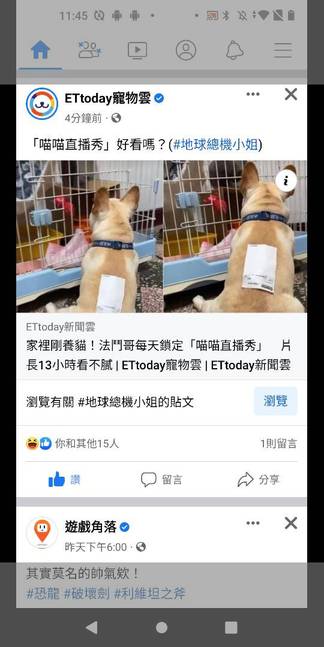 11:45
ETtoday寵物雲
4分鐘前
「喵喵直播秀」好看嗎？(#地球總機小姐)
ETtoday新聞雲
家裡剛養貓！法鬥哥每天鎖定「喵喵直播秀」　片
長13小時看不膩 | ETtoday寵物雲 | ETtoday新聞雲
瀏覽有關 #地球總機小姐的貼文
瀏覽
你和其他15人
1則留言
讚
留言
分享
遊戲角落
昨天下午6:00
其實莫名的帥氣欸！
#恐龍 #破壞劍 #利維坦之斧